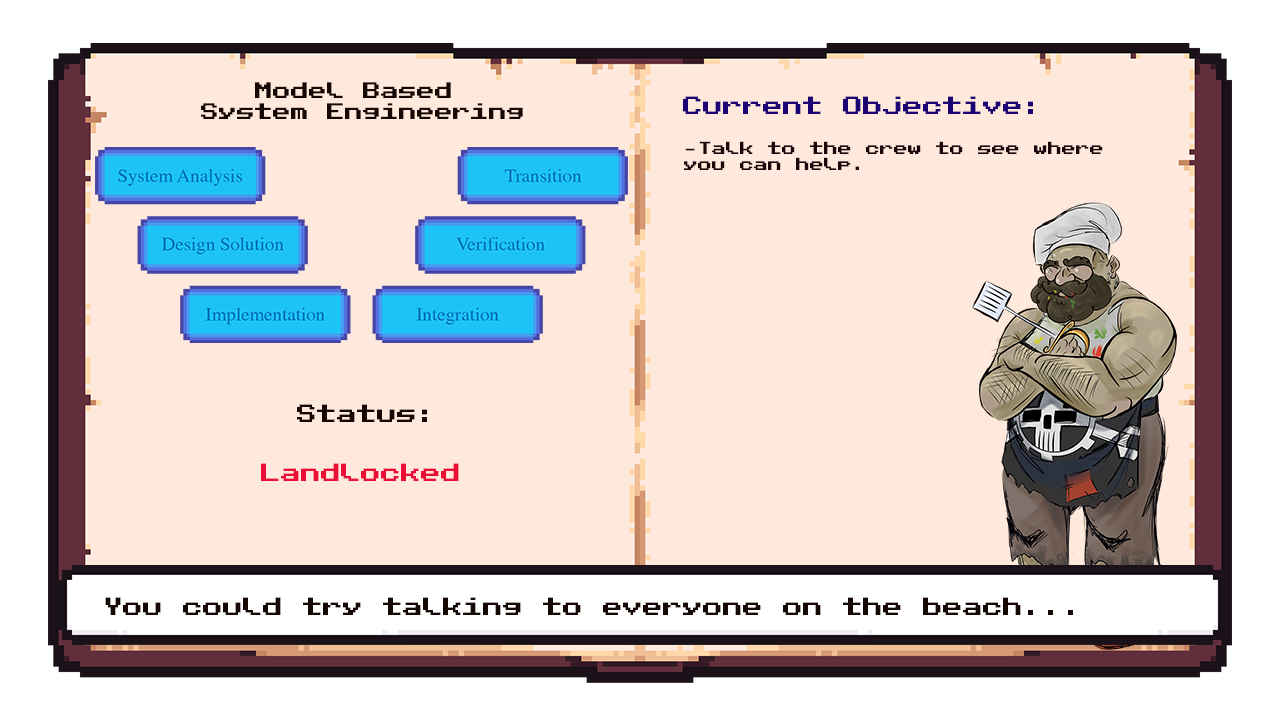 Model Based
System Engineering
System Analysis
Transition
Design Solution
Verification
Implementation
Integration
Status:
Landlocked
Current Objective:
-Talk to the crew to see where
you can help.
You could try talking to everyone on the beach...